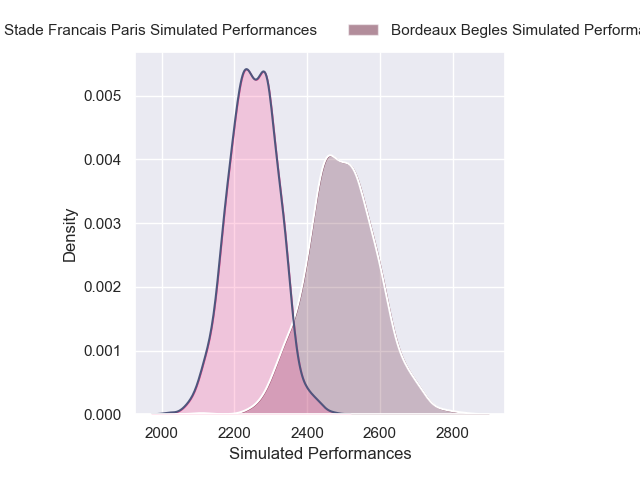 Stade Francais Paris Simulated Performances
Bordeaux Begles Simulated
0.005
0.004
0.003
0.002
0.001
0.000
Density
2000 2200 2400 2600 2800
Simulated Performances